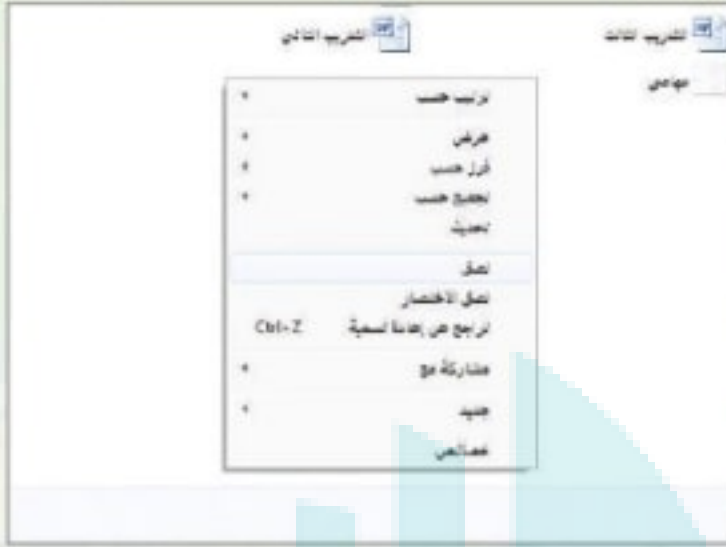 التدريب الثالث
التدريب الثاني
مهامي
ترتيب حسب
عرض
فرز حسب
تجميع حسب
تحديث
لصق
لصق الاختصار
تراجع عن إعادة تسمية Ctrl+Z
مشاركة مع
جديد
خصائص